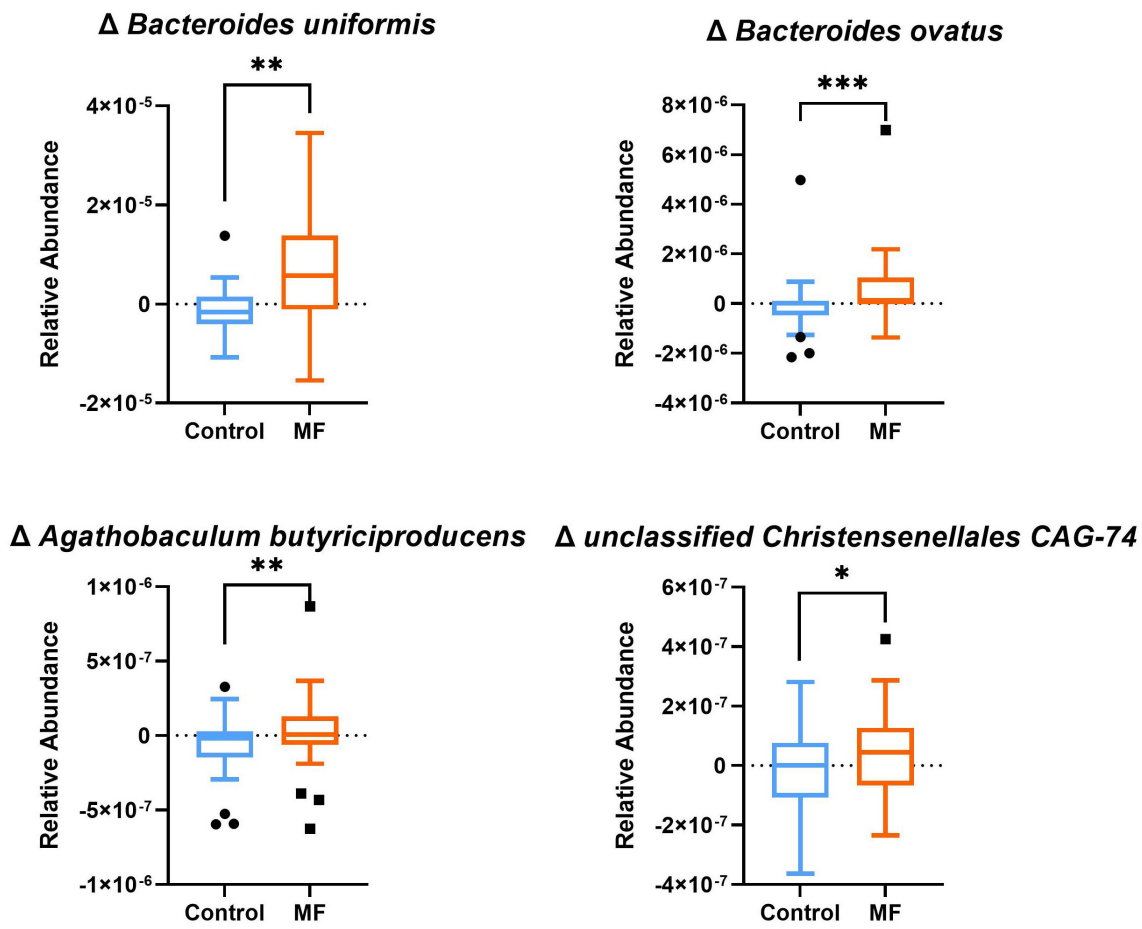 Δ Bacteroides uniformis
**
4×10⁻⁵
2×10⁻⁵
0
-2×10⁻⁵
Relative Abundance
Control MF
Δ Bacteroides ovatus
***
8×10⁻⁶
6×10⁻⁶
4×10⁻⁶
2×10⁻⁶
0
-2×10⁻⁶
-4×10⁻⁶
Relative Abundance
Control MF
Δ Agathobaculum butyriciproducens
**
1×10⁻⁶
5×10⁻⁷
0
-5×10⁻⁷
-1×10⁻⁶
Relative Abundance
Control MF
Δ unclassified Christensenellales CAG-74
*
6×10⁻⁷
4×10⁻⁷
2×10⁻⁷
0
-2×10⁻⁷
-4×10⁻⁷
Relative Abundance
Control MF